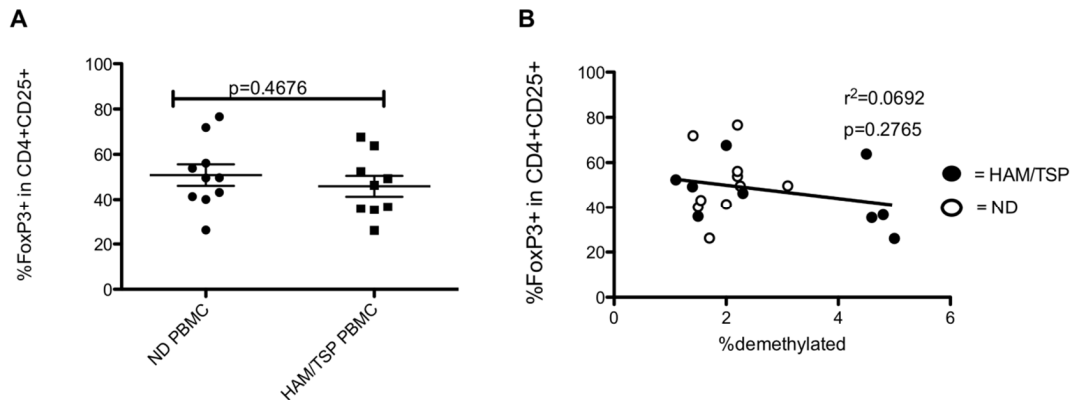 A
%FoxP3+ in CD4+CD25+
100
80
60
40
20
0
p=0.4676
ND PBMC
HAM/TSP PBMC
B
%FoxP3+ in CD4+CD25+
100
80
60
40
20
0
r²=0.0692
p=0.2765
= HAM/TSP
= ND
0
2
4
6
%demethylated